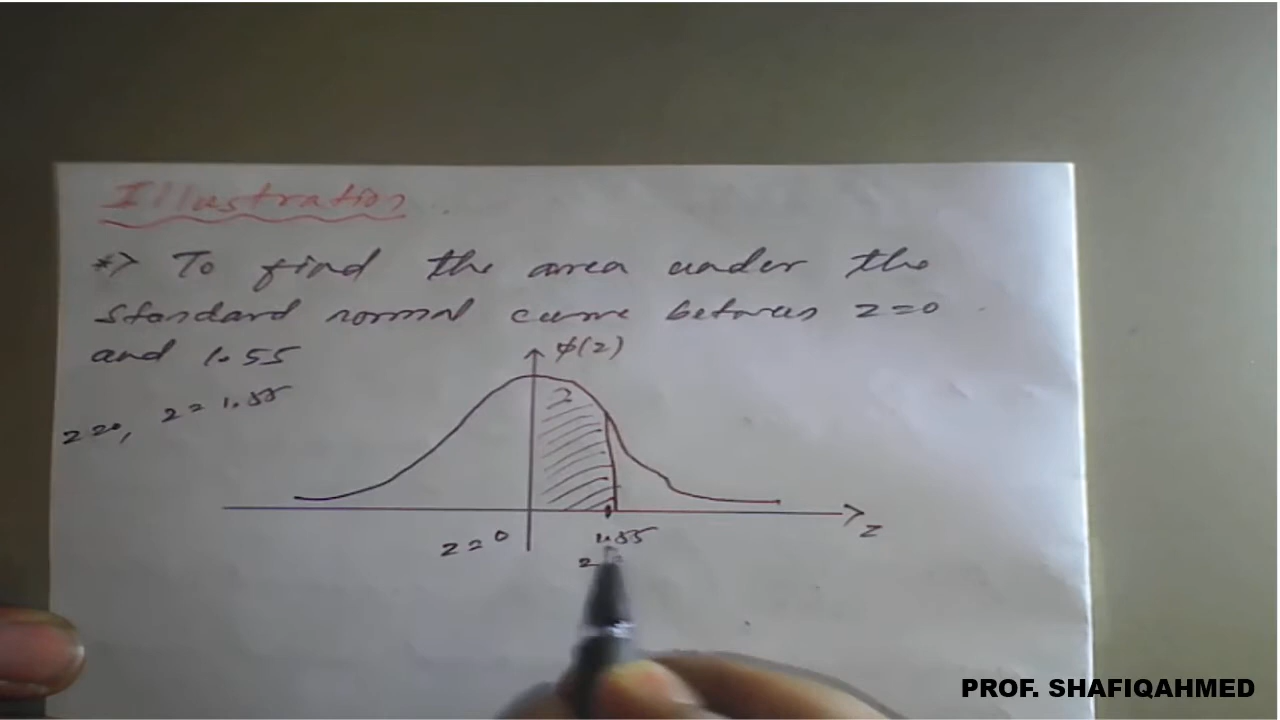 Illustration
*> To find the area under the
standard normal curve between z=0
and 1.55
z=0, z = 1.55
φ(z)
z
z=0
1.55
PROF. SHAFIQAHMED